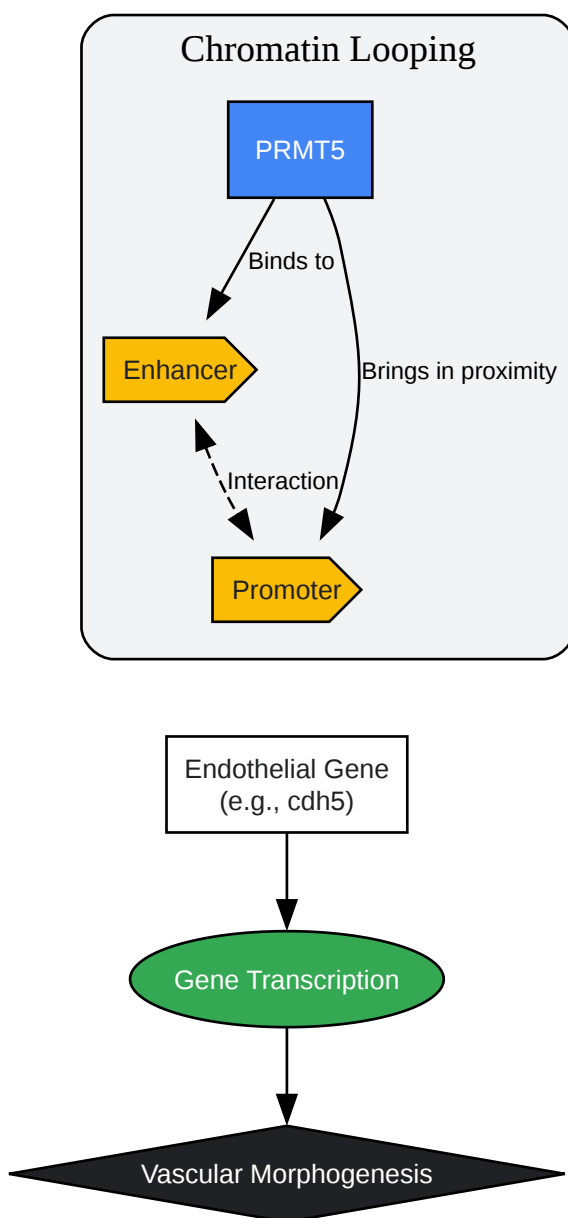 Chromatin Looping
PRMT5
Binds to
Enhancer
Brings in proximity
Interaction
Promoter
Endothelial Gene
(e.g., cdh5)
Gene Transcription
Vascular Morphogenesis